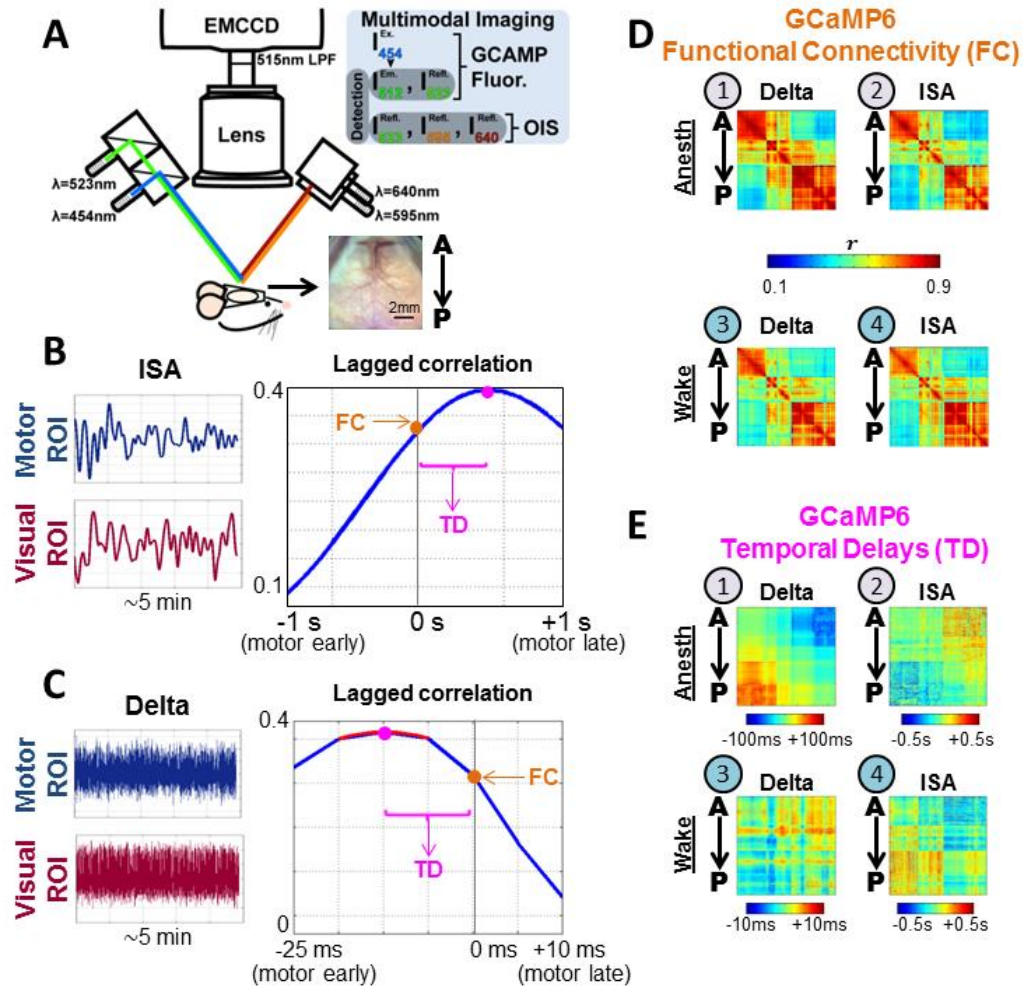 A
EMCCD
515nm LPF
Lens
λ=523nm
λ=454nm
λ=640nm
λ=595nm
Multimodal Imaging
Ex.
454
Em.
512
,
Refl.
523
GCAMP
Fluor.
Detection
Refl.
523
,
Refl.
595
,
Refl.
640
OIS
2mm
A
P
B
ISA
Motor
ROI
Visual
ROI
~5 min
Lagged correlation
0.4
0.1
FC
TD
-1 s
(motor early)
0 s
+1 s
(motor late)
C
Delta
Motor
ROI
Visual
ROI
~5 min
Lagged correlation
0.4
0
FC
TD
-25 ms
(motor early)
0 ms
+10 ms
(motor late)
D
GCaMP6
Functional Connectivity (FC)
1
Delta
2
ISA
Anesth
A
P
A
P
r
0.1
0.9
3
Delta
4
ISA
Wake
A
P
A
P
E
GCaMP6
Temporal Delays (TD)
1
Delta
2
ISA
Anesth
A
P
A
P
-100ms +100ms
-0.5s +0.5s
3
Delta
4
ISA
Wake
A
P
A
P
-10ms +10ms
-0.5s +0.5s